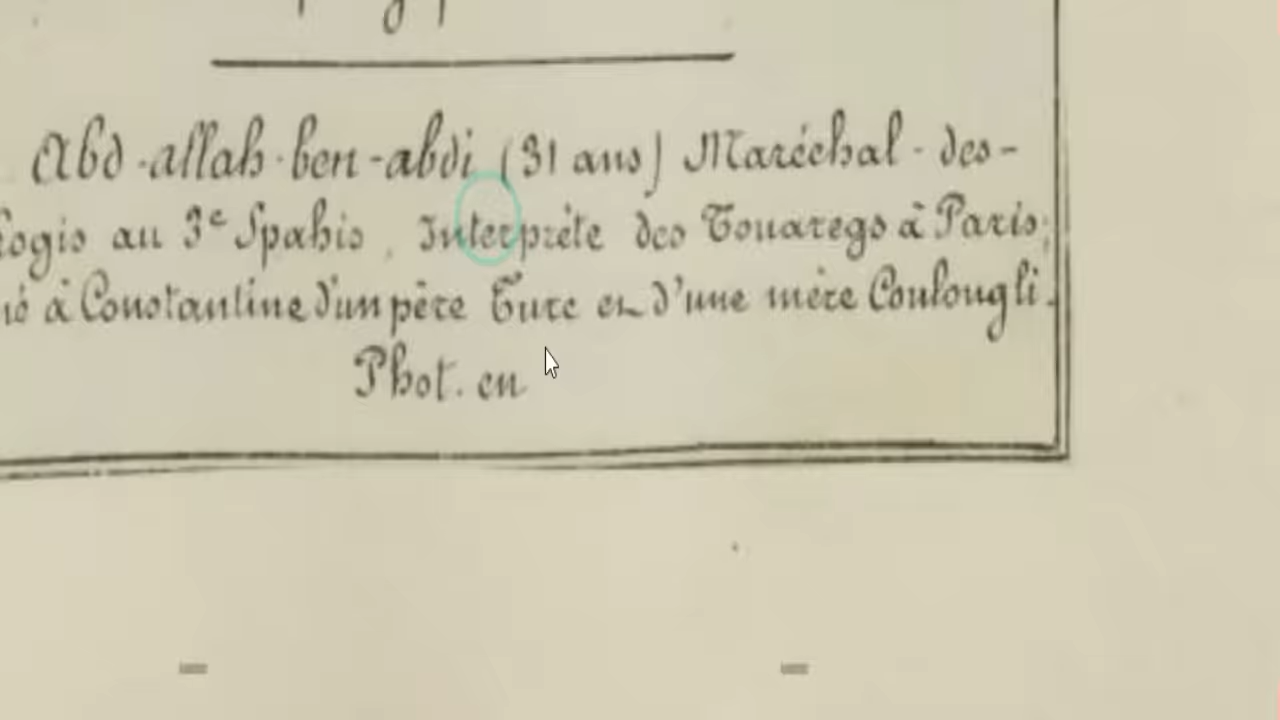 Abd-allah-ben-abdi (31 ans) Maréchal-des-
logis au 3e Spahis, Interprète des Touaregs à Paris;
né à Constantine d'un père Turc et d'une mère Coulougli.
Phot. en